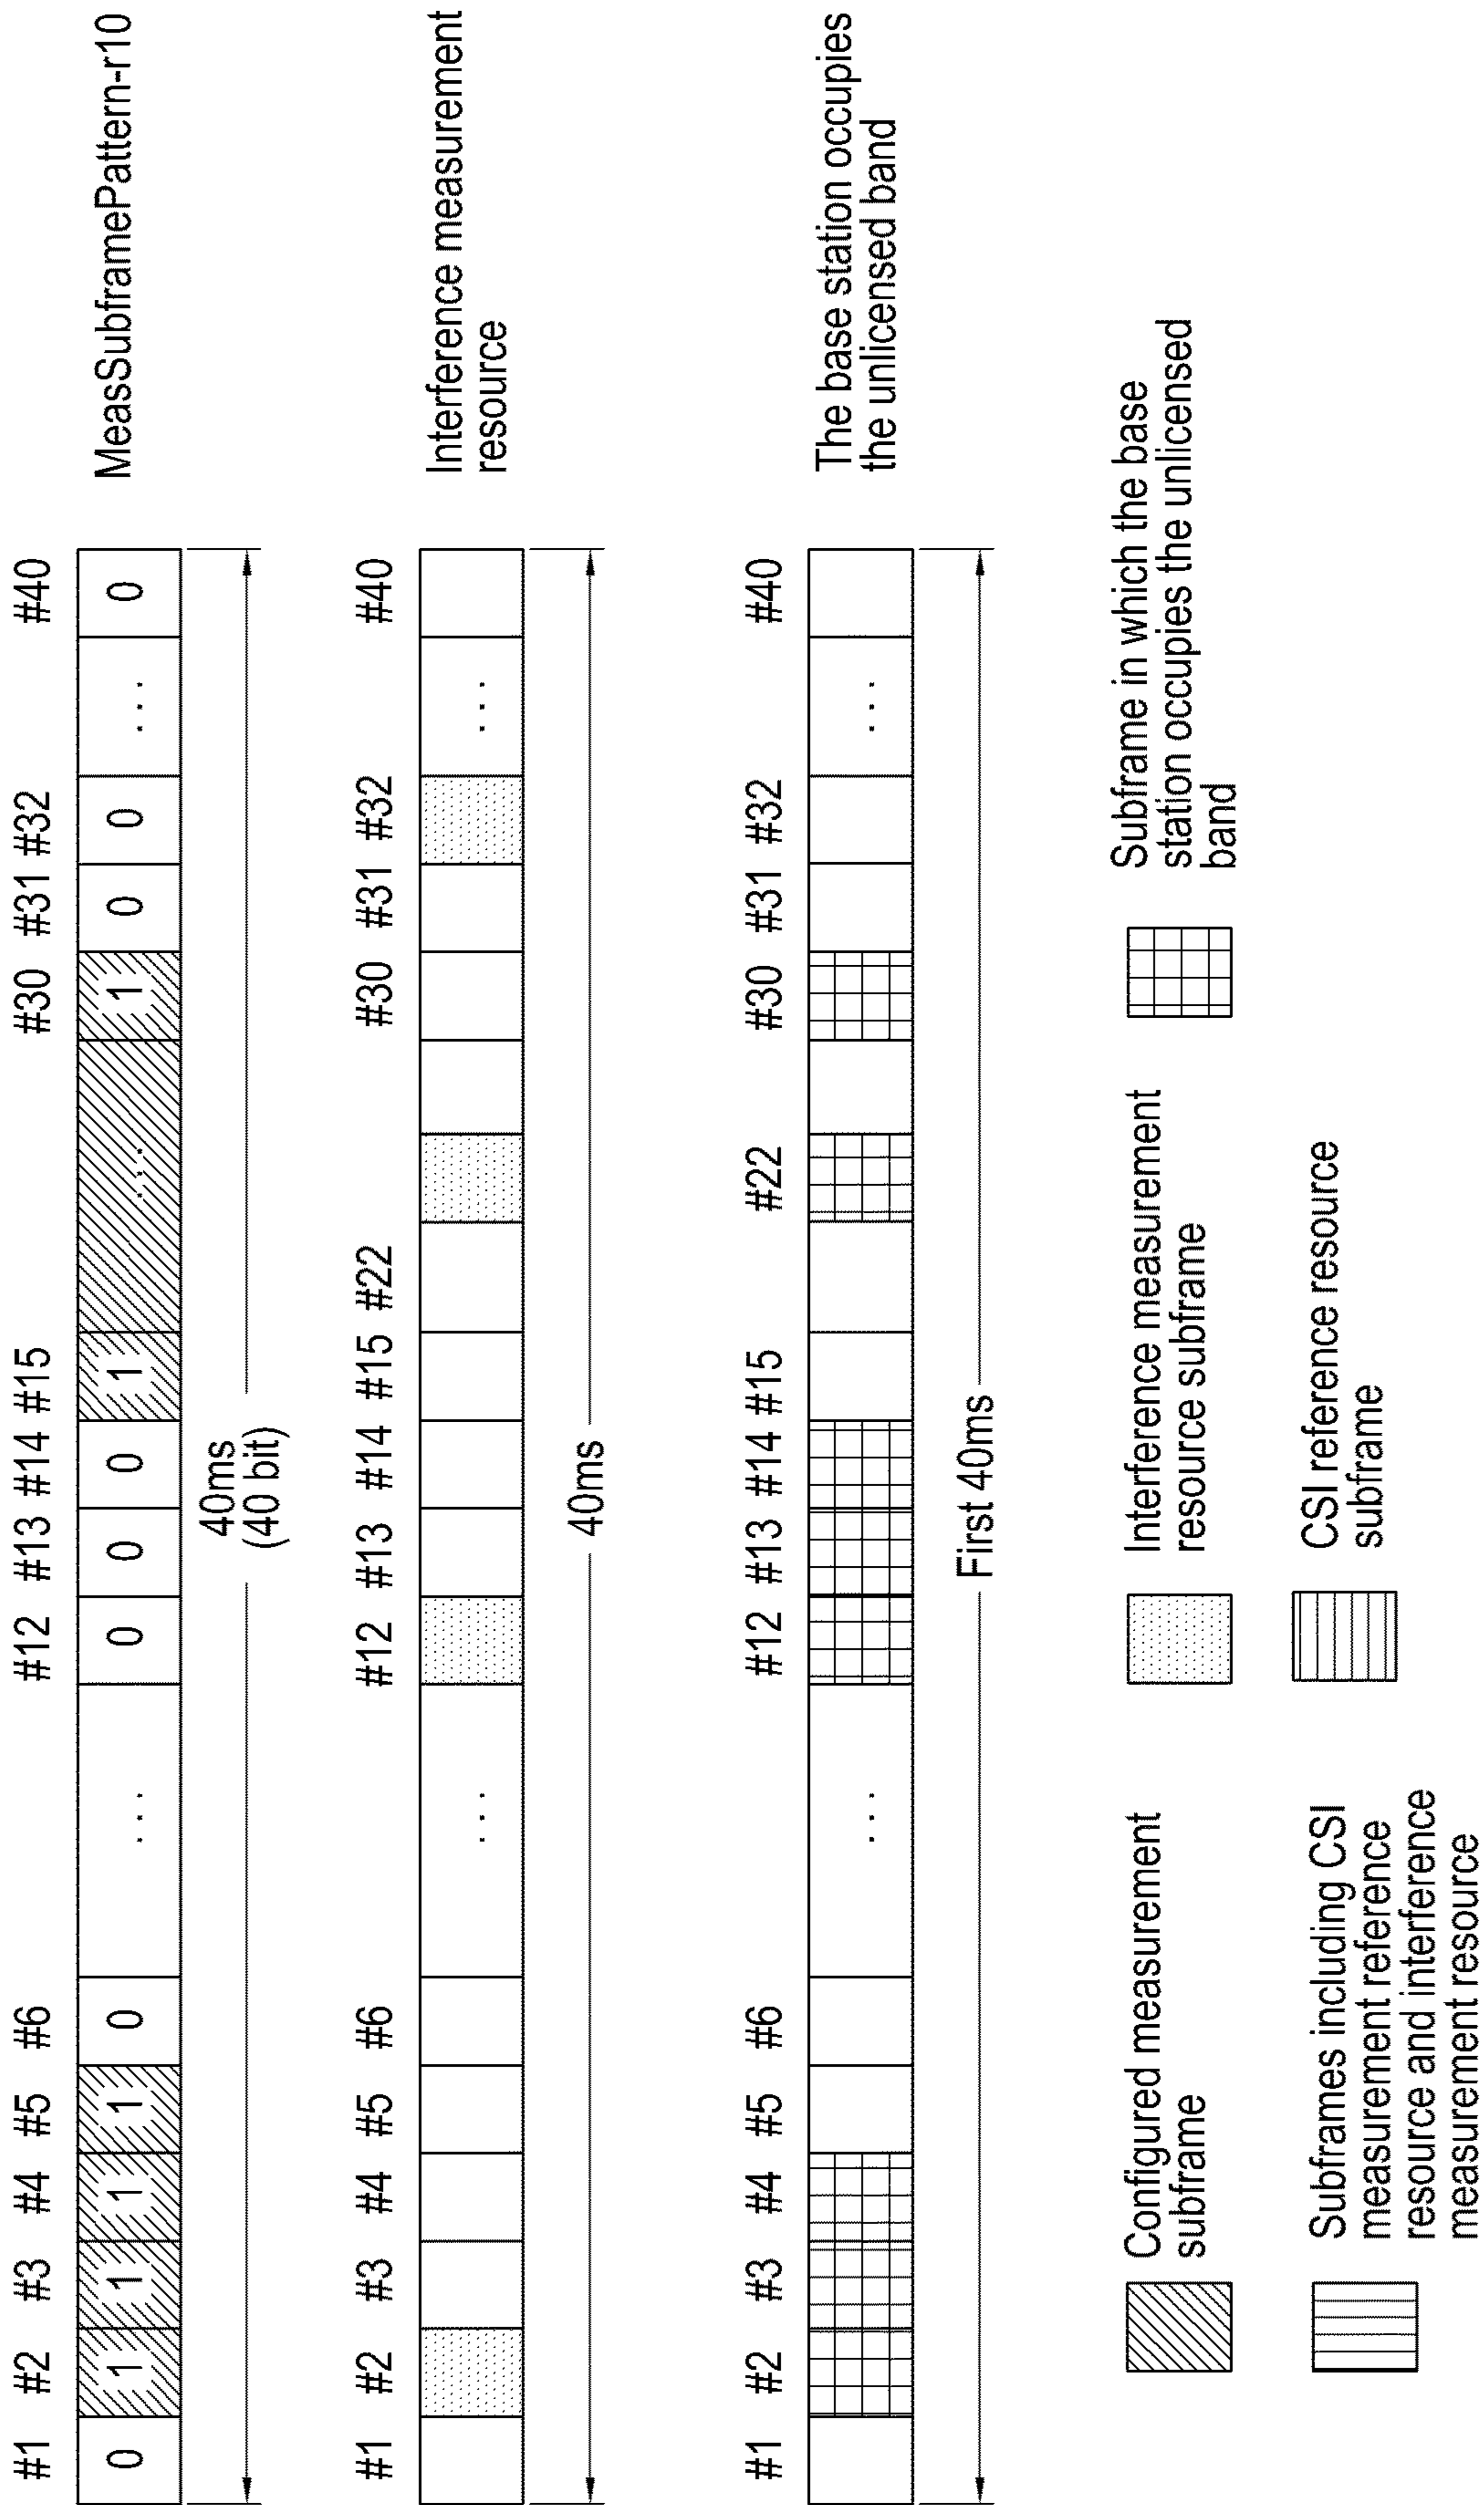 #1 #2 #3 #4 #5 #6 #12 #13 #14 #15 #30 #31 #32 #40
0 1 1 1 1 0 ... 0 0 0 1 ... 1 0 0 ... 0
MeasSubframePattern-r10
40ms
(40 bit)
#1 #2 #3 #4 #5 #6 #12 #13 #14 #15 #22 #30 #31 #32 #40
... ...
Interference measurement
resource
40ms
#1 #2 #3 #4 #5 #6 #12 #13 #14 #15 #22 #30 #31 #32 #40
... ...
The base station occupies
the unlicensed band
First 40ms
Configured measurement
subframe
Interference measurement
resource subframe
Subframe in which the base
station occupies the unlicensed
band
Subframes including CSI
measurement reference
resource and interference
measurement resource
CSI reference resource
subframe